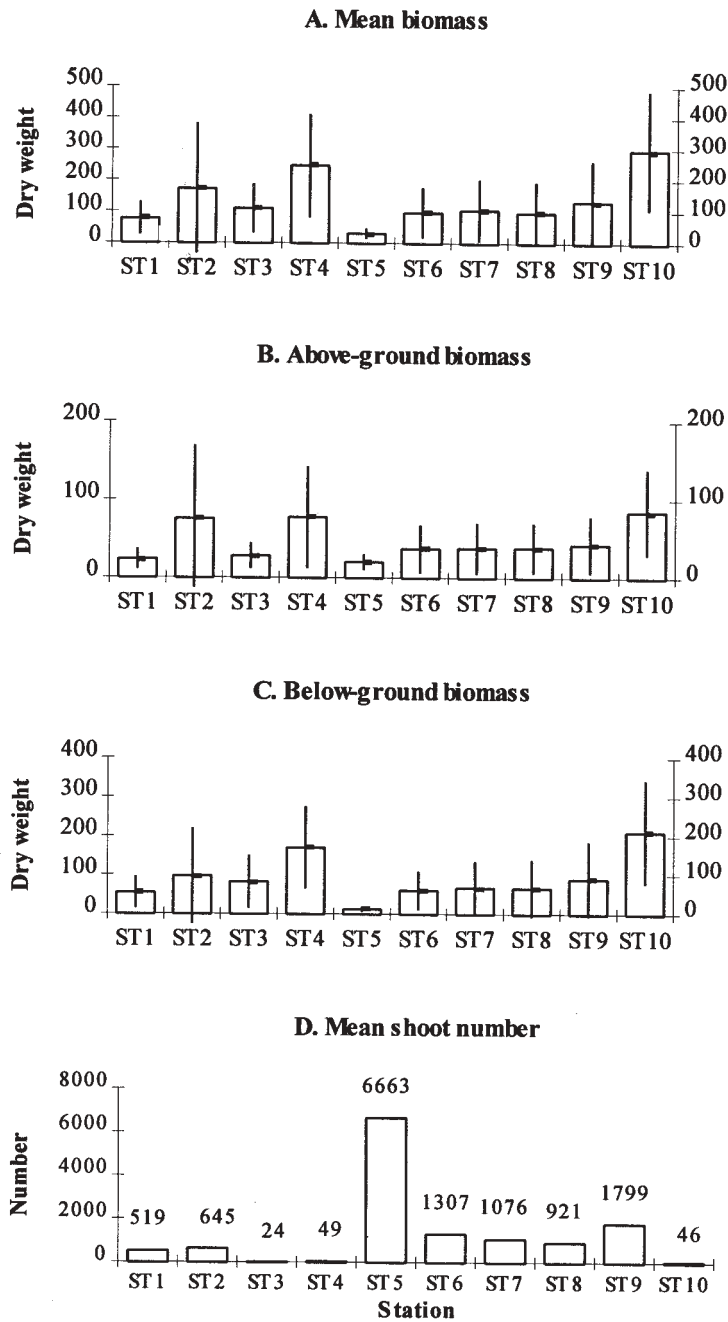 A. Mean biomass
500 500
400 400
300 300
200 200
100 100
0 0
Dry weight
ST1 ST2 ST3 ST4 ST5 ST6 ST7 ST8 ST9 ST10
B. Above-ground biomass
200 200
100 100
0 0
Dry weight
ST1 ST2 ST3 ST4 ST5 ST6 ST7 ST8 ST9 ST10
C. Below-ground biomass
400 400
300 300
200 200
100 100
0 0
Dry weight
ST1 ST2 ST3 ST4 ST5 ST6 ST7 ST8 ST9 ST10
D. Mean shoot number
8000
6000
4000
2000
0
Number
519 645 24 49 6663 1307 1076 921 1799 46
ST1 ST2 ST3 ST4 ST5 ST6 ST7 ST8 ST9 ST10
Station